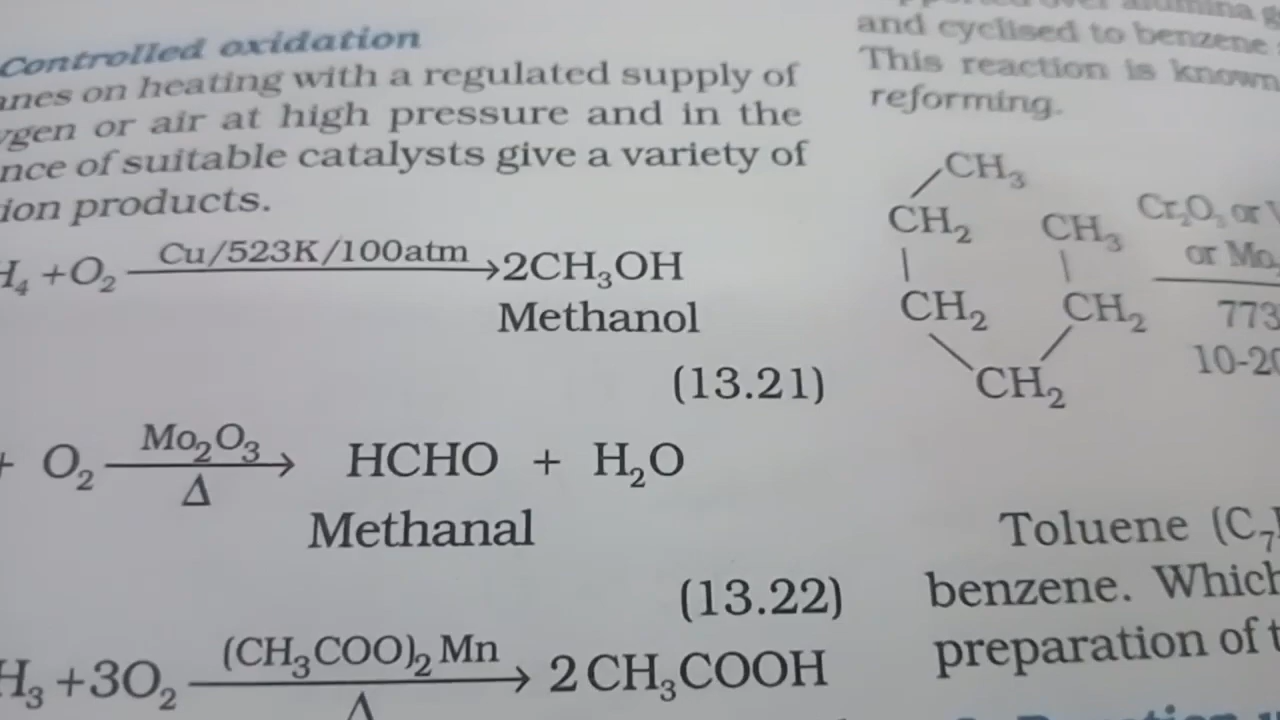 Controlled oxidation
anes on heating with a regulated supply of
ygen or air at high pressure and in the
nce of suitable catalysts give a variety of
ion products.
H₄ +O₂ Cu/523K/100atm →2CH₃OH
Methanol
(13.21)
+ O₂ Mo₂O₃ Δ → HCHO + H₂O
Methanal
(13.22)
H₃ +3O₂ (CH₃COO)₂ Mn Δ → 2 CH₃COOH
and cyclised to benzene
This reaction is known
reforming.
CH₃
CH₂ CH₃ Cr₂O₃ or
or Mo
CH₂ CH₂ 773
10-20
CH₂
Toluene (C₇
benzene. Which
preparation of